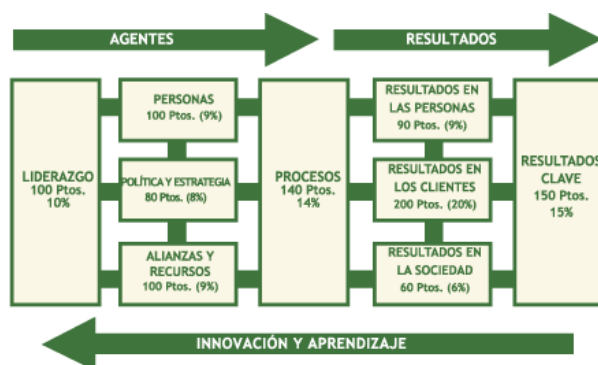 AGENTES
RESULTADOS
LIDERAZGO
100 Ptos.
10%
PERSONAS
100 Ptos. (9%)
POLÍTICA Y ESTRATEGIA
80 Ptos. (8%)
ALIANZAS Y
RECURSOS
100 Ptos. (9%)
PROCESOS
140 Ptos.
14%
RESULTADOS EN
LAS PERSONAS
90 Ptos. (9%)
RESULTADOS EN
LOS CLIENTES
200 Ptos. (20%)
RESULTADOS EN
LA SOCIEDAD
60 Ptos. (6%)
RESULTADOS
CLAVE
150 Ptos.
15%
INNOVACIÓN Y APRENDIZAJE